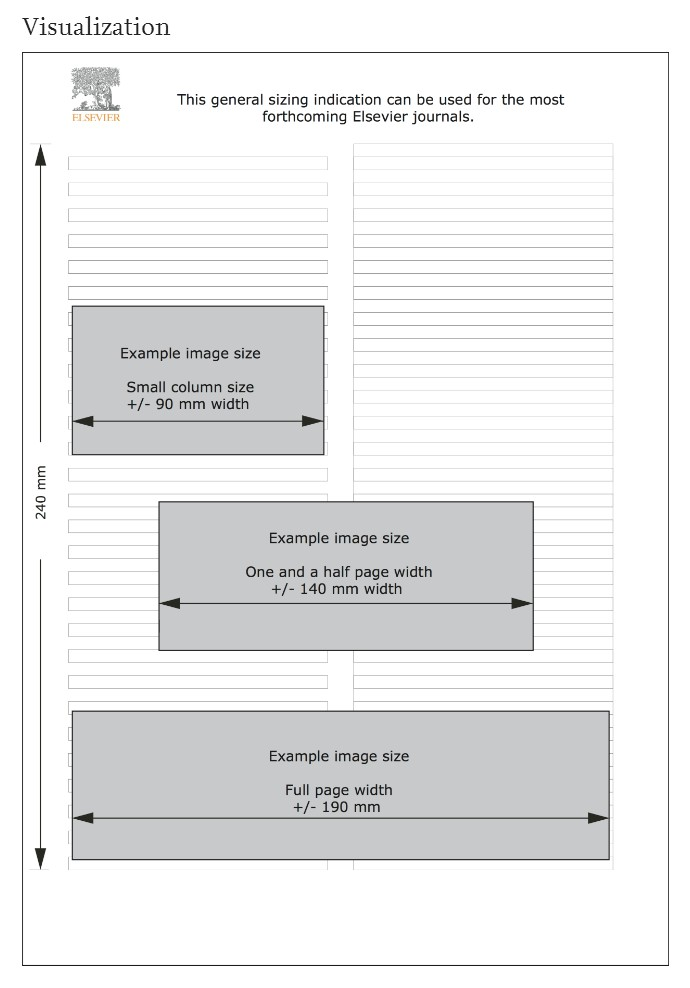 Visualization
ELSEVIER
This general sizing indication can be used for the most
forthcoming Elsevier journals.
Example image size
Small column size
+/- 90 mm width
240 mm
Example image size
One and a half page width
+/- 140 mm width
Example image size
Full page width
+/- 190 mm